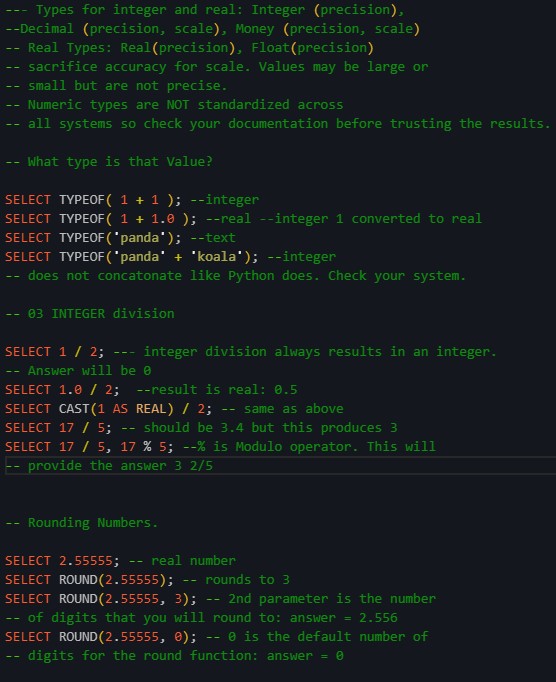 --- Types for integer and real: Integer (precision),
--Decimal (precision, scale), Money (precision, scale)
-- Real Types: Real(precision), Float(precision)
-- sacrifice accuracy for scale. Values may be large or
-- small but are not precise.
-- Numeric types are NOT standardized across
-- all systems so check your documentation before trusting the results.
-- What type is that Value?
SELECT TYPEOF( 1 + 1 ); --integer
SELECT TYPEOF( 1 + 1.0 ); --real --integer 1 converted to real
SELECT TYPEOF('panda'); --text
SELECT TYPEOF('panda' + 'koala'); --integer
-- does not concatonate like Python does. Check your system.
-- 03 INTEGER division
SELECT 1 / 2; --- integer division always results in an integer.
-- Answer will be 0
SELECT 1.0 / 2;  --result is real: 0.5
SELECT CAST(1 AS REAL) / 2; -- same as above
SELECT 17 / 5; -- should be 3.4 but this produces 3
SELECT 17 / 5, 17 % 5; --% is Modulo operator. This will
-- provide the answer 3 2/5
-- Rounding Numbers.
SELECT 2.55555; -- real number
SELECT ROUND(2.55555); -- rounds to 3
SELECT ROUND(2.55555, 3); -- 2nd parameter is the number
-- of digits that you will round to: answer = 2.556
SELECT ROUND(2.55555, 0); -- 0 is the default number of
-- digits for the round function: answer = 0